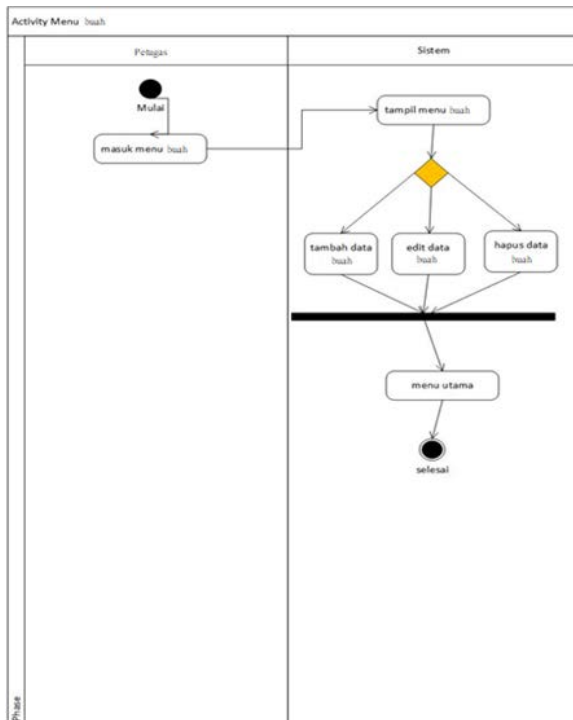 Activity Menu buah
Petugas
Sistem
Mulai
masuk menu buah
tampil menu buah
tambah data
buah
edit data
buah
hapus data
buah
menu utama
selesai
Phase